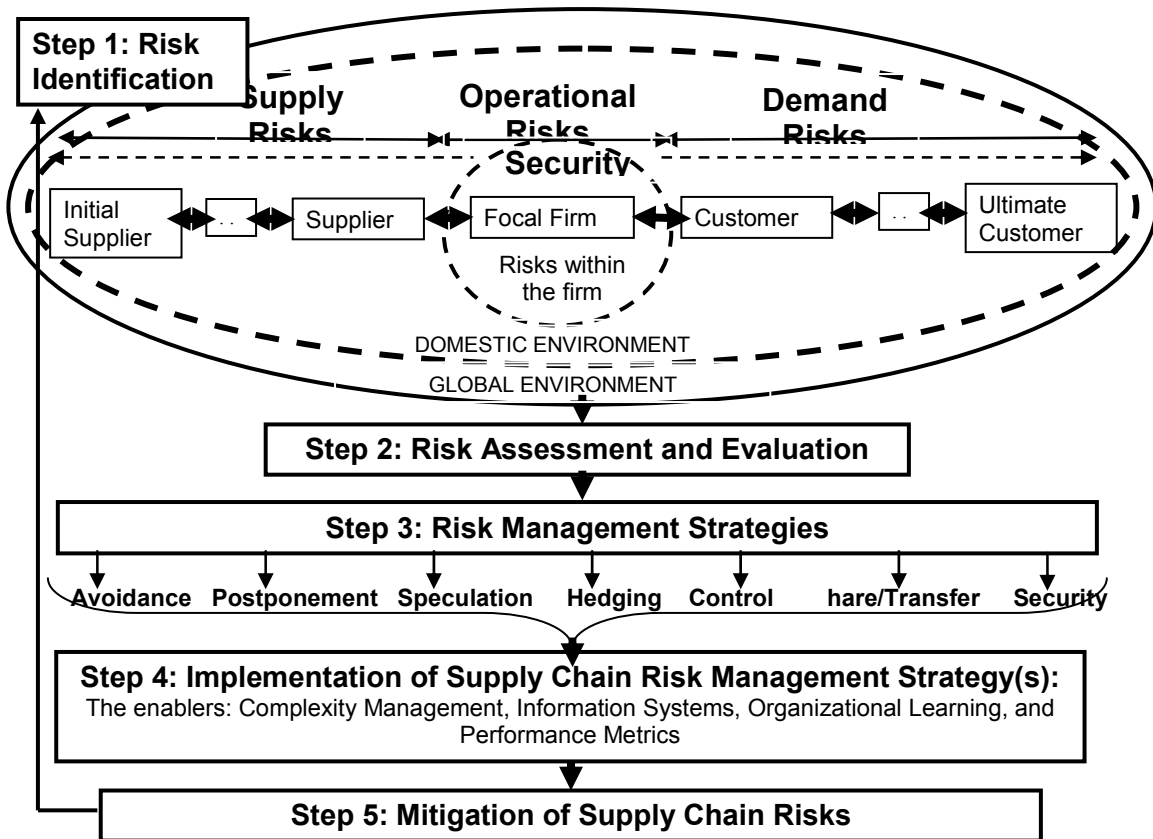 Step 1: Risk
Identification
Supply
Risks
Operational
Risks
Demand
Risks
Security
Initial
Supplier
. .
Supplier
Focal Firm
Customer
. .
Ultimate
Customer
Risks within
the firm
DOMESTIC ENVIRONMENT
GLOBAL ENVIRONMENT
Step 2: Risk Assessment and Evaluation
Step 3: Risk Management Strategies
Avoidance Postponement Speculation Hedging Control hare/Transfer Security
Step 4: Implementation of Supply Chain Risk Management Strategy(s):
The enablers: Complexity Management, Information Systems, Organizational Learning, and
Performance Metrics
Step 5: Mitigation of Supply Chain Risks